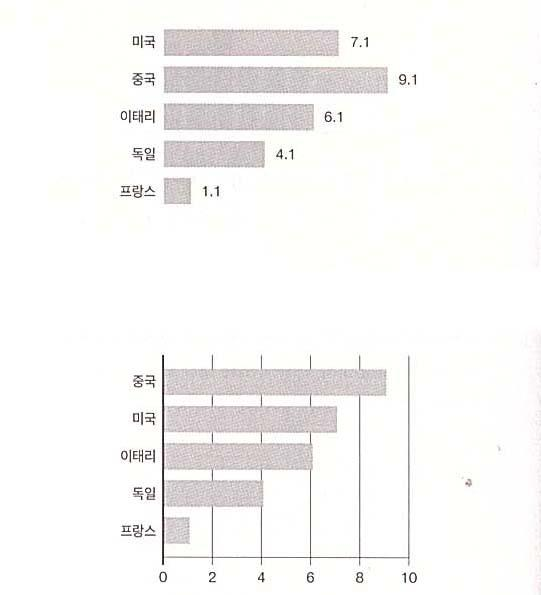 미국 7.1
중국 9.1
이태리 6.1
독일 4.1
프랑스 1.1
중국
미국
이태리
독일
프랑스
0 2 4 6 8 10